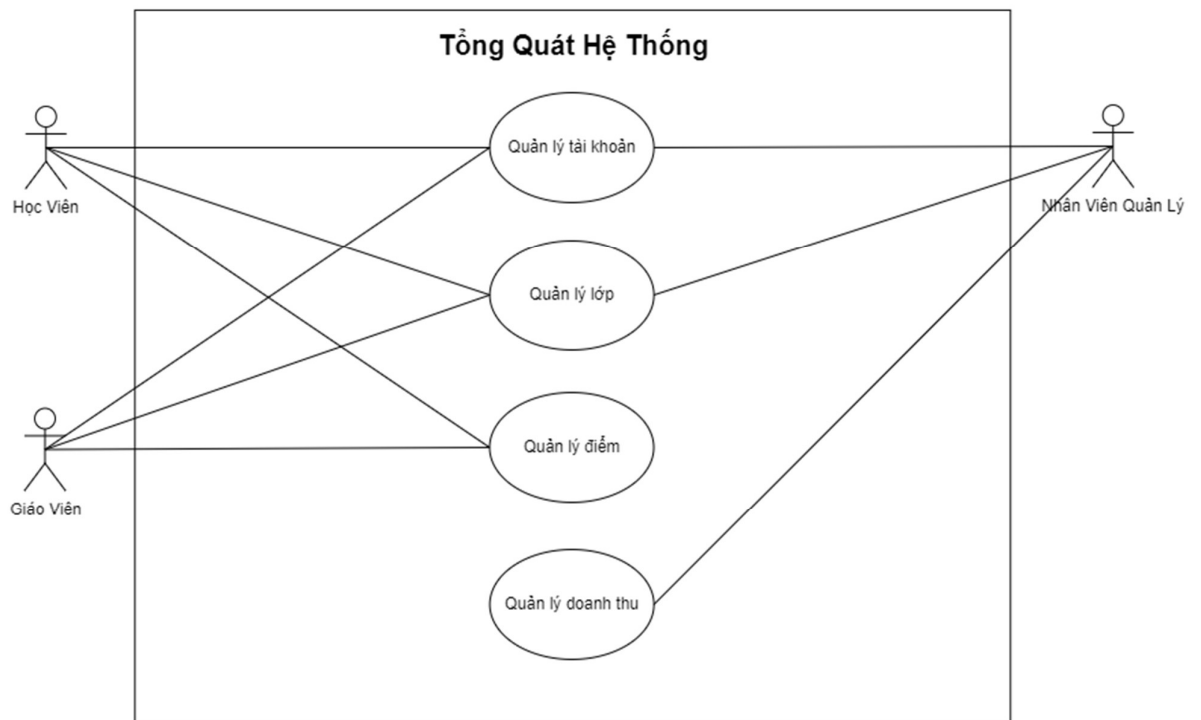 Tổng Quát Hệ Thống
Quản lý tài khoản
Học Viên
Nhân Viên Quản Lý
Quản lý lớp
Quản lý điểm
Giáo Viên
Quản lý doanh thu